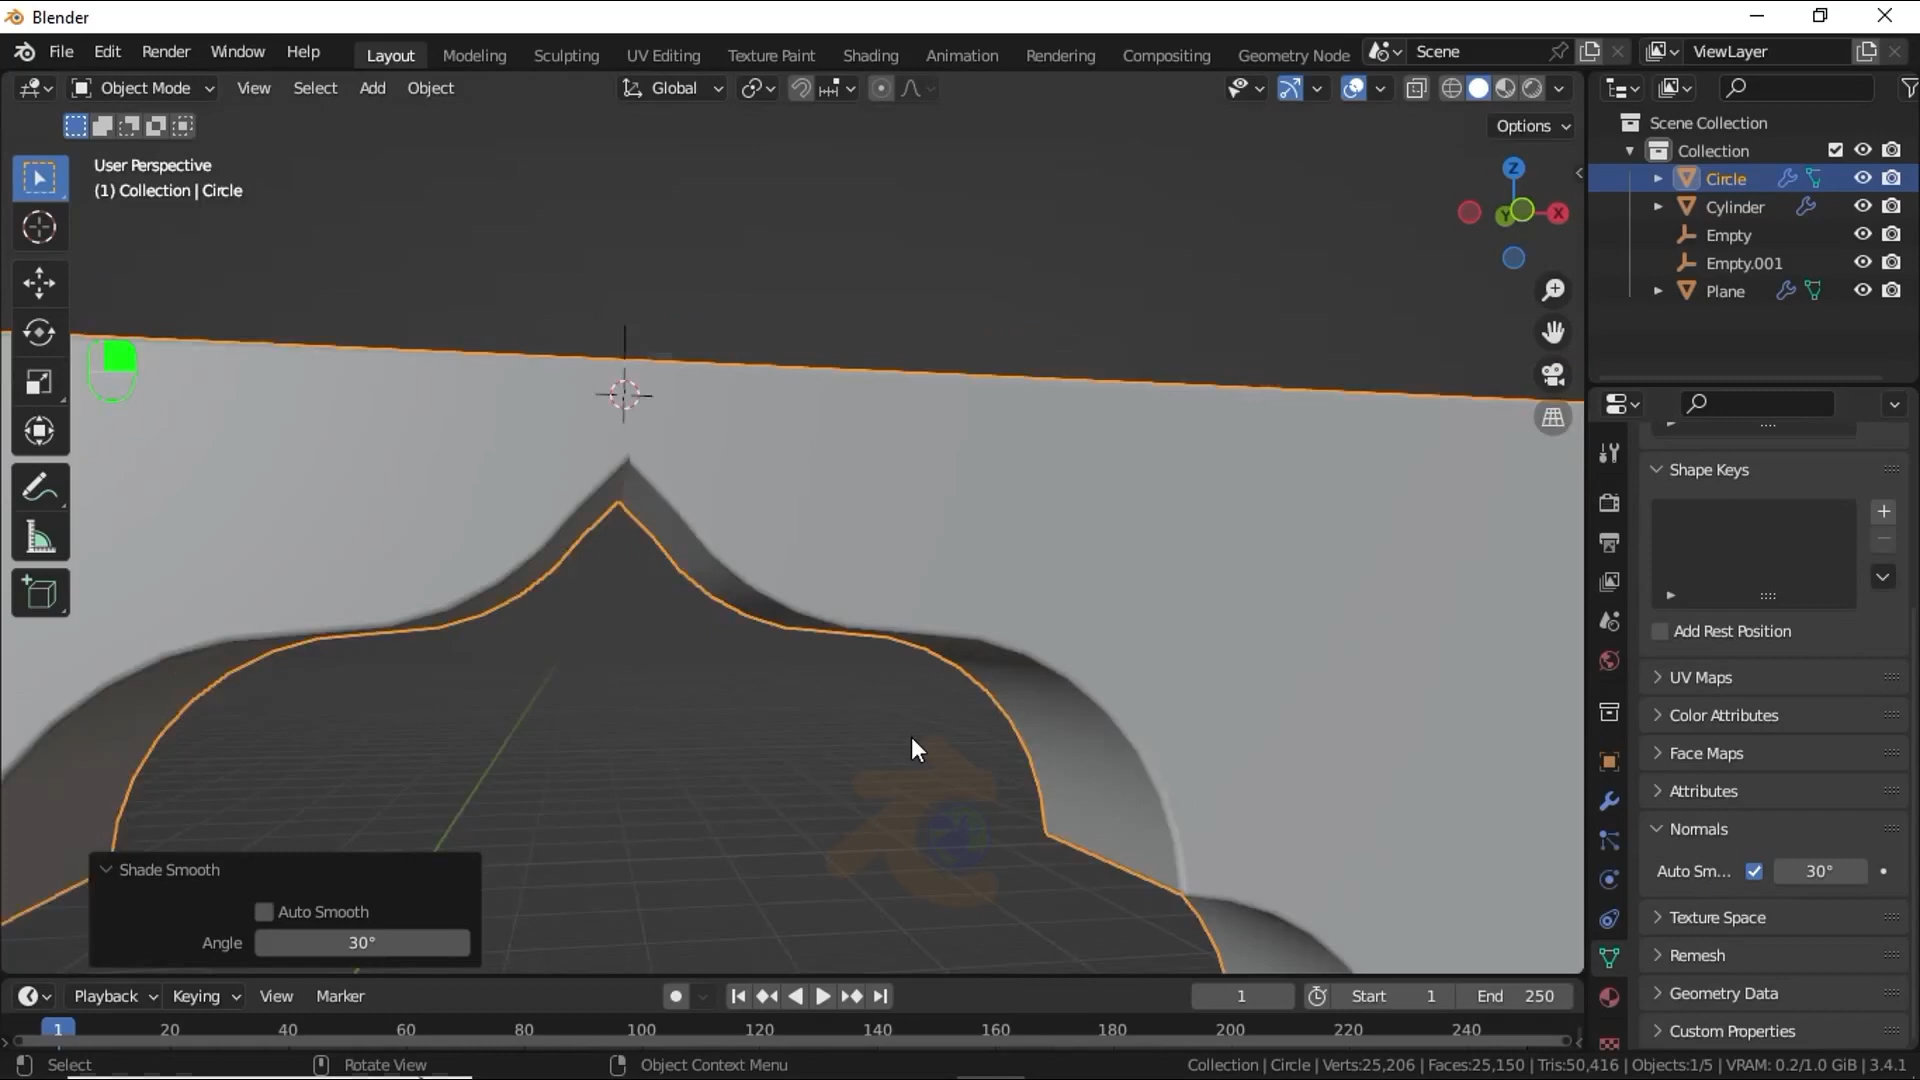 Blender
File Edit Render Window Help Layout Modeling Sculpting UV Editing Texture Paint Shading Animation Rendering Compositing Geometry Node Scene ViewLayer
Object Mode View Select Add Object Global
Options
User Perspective
(1) Collection | Circle
Z
Y
X
Scene Collection
Collection
Circle
Cylinder
Empty
Empty.001
Plane
Shape Keys
Add Rest Position
UV Maps
Color Attributes
Face Maps
Attributes
Normals
Auto Sm... 30°
Texture Space
Remesh
Geometry Data
Custom Properties
Shade Smooth
Auto Smooth
Angle 30°
Playback Keying View Marker 1 Start 1 End 250
1 20 40 60 80 100 120 140 160 180 200 220 240
Select Rotate View Object Context Menu Collection | Circle | Verts:25,206 | Faces:25,150 | Tris:50,416 | Objects:1/5 | VRAM: 0.2/1.0 GiB | 3.4.1